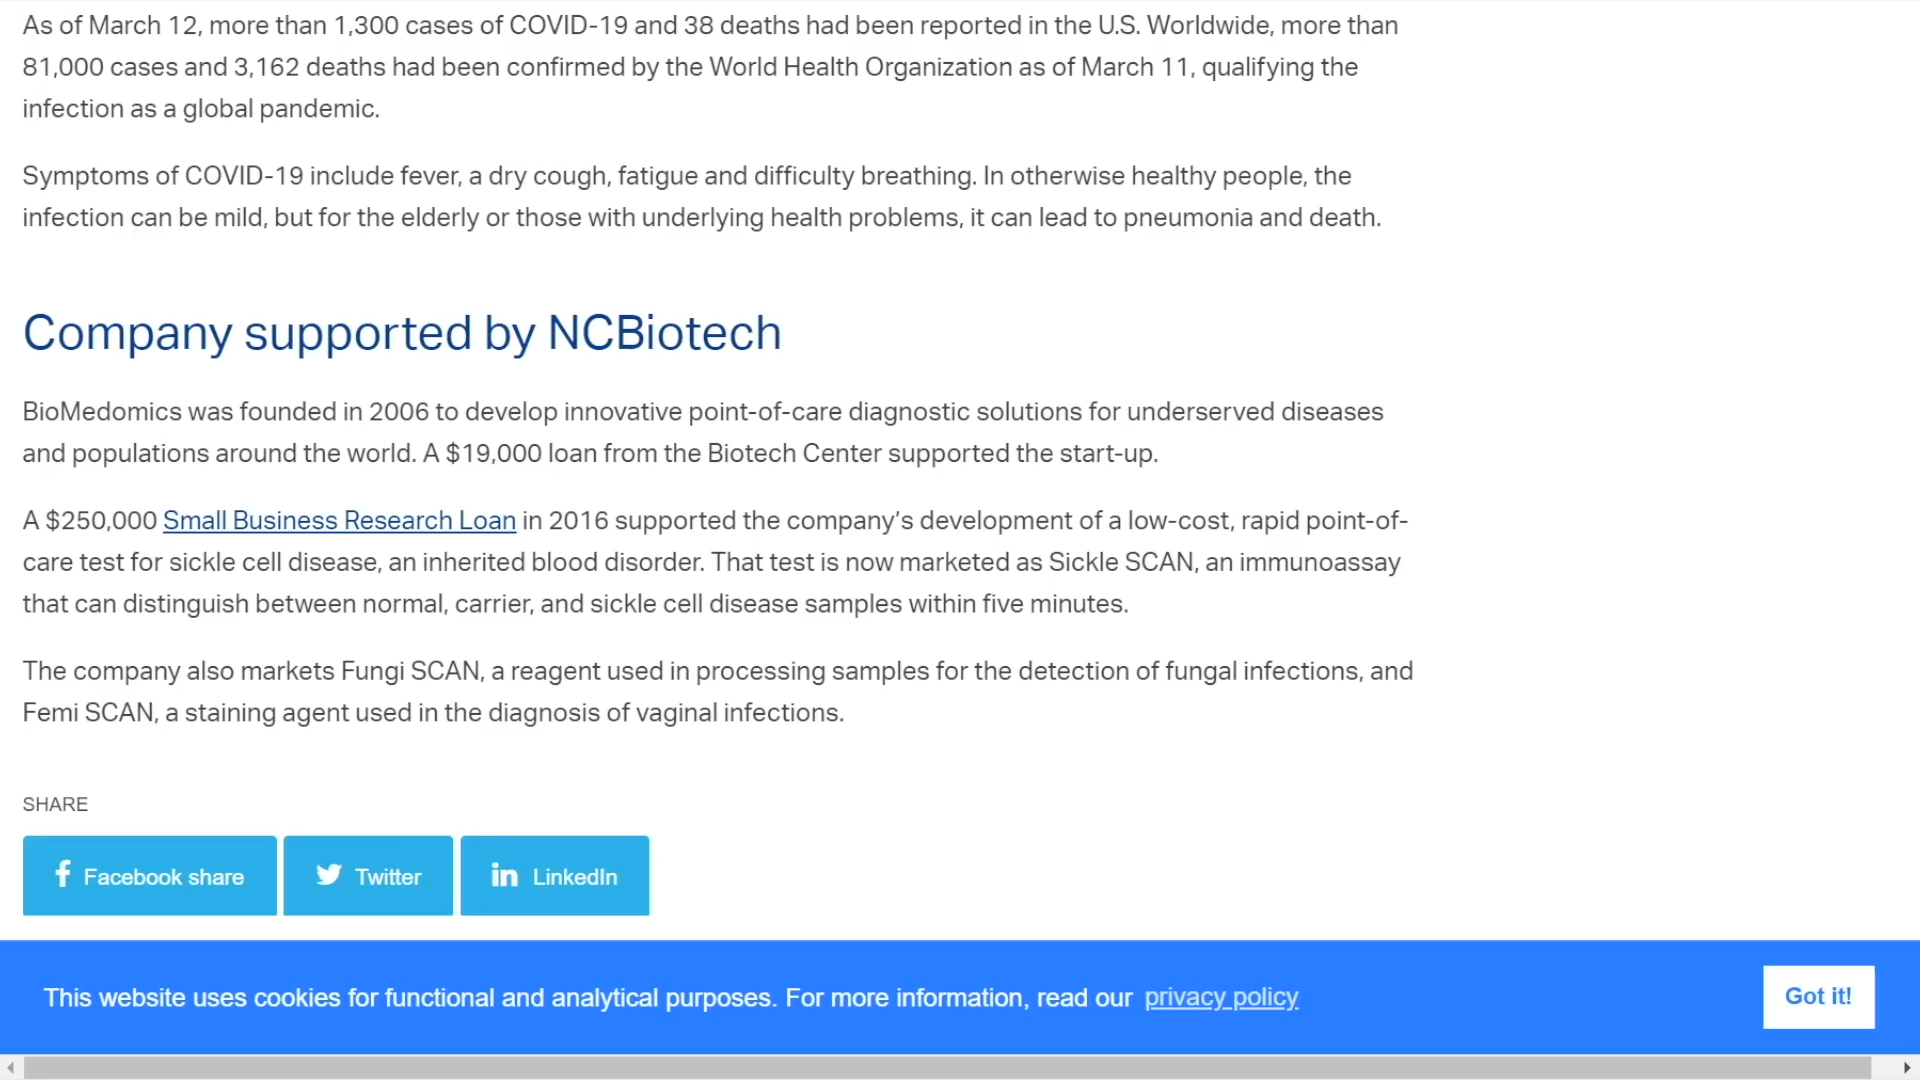 As of March 12, more than 1,300 cases of COVID-19 and 38 deaths had been reported in the U.S. Worldwide, more than
81,000 cases and 3,162 deaths had been confirmed by the World Health Organization as of March 11, qualifying the
infection as a global pandemic.
Symptoms of COVID-19 include fever, a dry cough, fatigue and difficulty breathing. In otherwise healthy people, the
infection can be mild, but for the elderly or those with underlying health problems, it can lead to pneumonia and death.
Company supported by NCBiotech
BioMedomics was founded in 2006 to develop innovative point-of-care diagnostic solutions for underserved diseases
and populations around the world. A $19,000 loan from the Biotech Center supported the start-up.
A $250,000 Small Business Research Loan in 2016 supported the company’s development of a low-cost, rapid point-of-
care test for sickle cell disease, an inherited blood disorder. That test is now marketed as Sickle SCAN, an immunoassay
that can distinguish between normal, carrier, and sickle cell disease samples within five minutes.
The company also markets Fungi SCAN, a reagent used in processing samples for the detection of fungal infections, and
Femi SCAN, a staining agent used in the diagnosis of vaginal infections.
SHARE
Facebook share Twitter LinkedIn
This website uses cookies for functional and analytical purposes. For more information, read our privacy policy Got it!